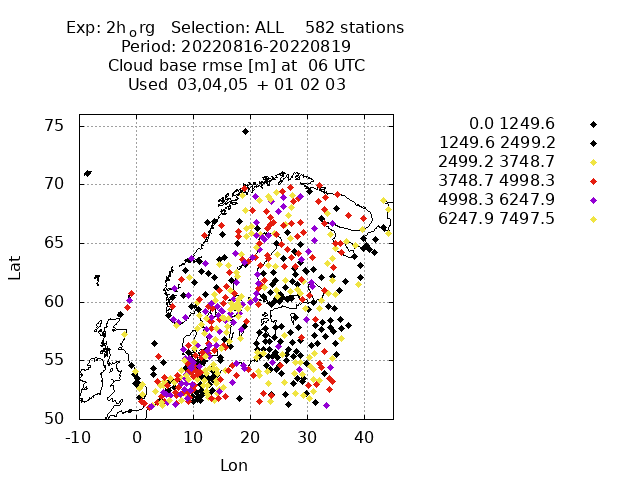 Exp: 2horg Selection: ALL 582 stations
Period: 20220816-20220819
Cloud base rmse [m] at 06 UTC
Used 03,04,05 + 01 02 03
0.0 1249.6
1249.6 2499.2
2499.2 3748.7
3748.7 4998.3
4998.3 6247.9
6247.9 7497.5
75
70
65
60
55
50
Lat
-10 0 10 20 30 40
Lon